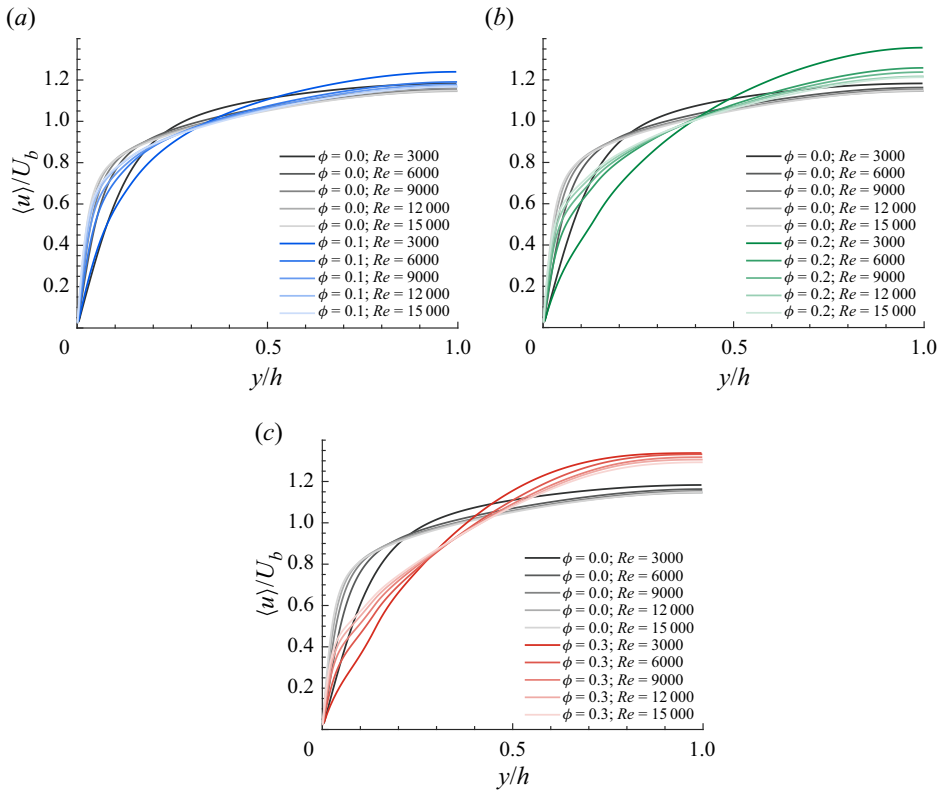 (a)
1.2
1.0
0.8
0.6
0.4
0.2
⟨u⟩/U_b
ϕ = 0.0; Re = 3000
ϕ = 0.0; Re = 6000
ϕ = 0.0; Re = 9000
ϕ = 0.0; Re = 12 000
ϕ = 0.0; Re = 15 000
ϕ = 0.1; Re = 3000
ϕ = 0.1; Re = 6000
ϕ = 0.1; Re = 9000
ϕ = 0.1; Re = 12 000
ϕ = 0.1; Re = 15 000
0 0.5 1.0
y/h
(b)
1.2
1.0
0.8
0.6
0.4
0.2
ϕ = 0.0; Re = 3000
ϕ = 0.0; Re = 6000
ϕ = 0.0; Re = 9000
ϕ = 0.0; Re = 12 000
ϕ = 0.0; Re = 15 000
ϕ = 0.2; Re = 3000
ϕ = 0.2; Re = 6000
ϕ = 0.2; Re = 9000
ϕ = 0.2; Re = 12 000
ϕ = 0.2; Re = 15 000
0 0.5 1.0
y/h
(c)
1.2
1.0
0.8
0.6
0.4
0.2
⟨u⟩/U_b
ϕ = 0.0; Re = 3000
ϕ = 0.0; Re = 6000
ϕ = 0.0; Re = 9000
ϕ = 0.0; Re = 12 000
ϕ = 0.0; Re = 15 000
ϕ = 0.3; Re = 3000
ϕ = 0.3; Re = 6000
ϕ = 0.3; Re = 9000
ϕ = 0.3; Re = 12 000
ϕ = 0.3; Re = 15 000
0 0.5 1.0
y/h